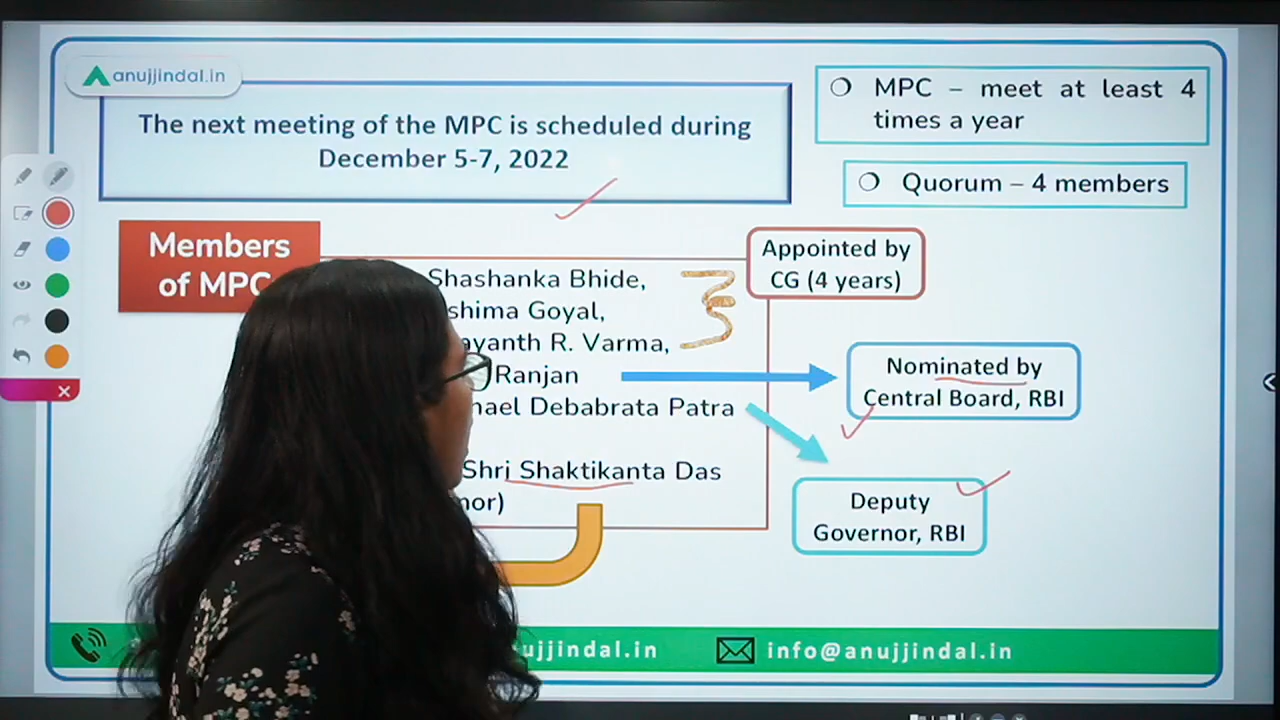 anujjindal.in
The next meeting of the MPC is scheduled during
December 5-7, 2022
MPC – meet at least 4
times a year
Quorum – 4 members
Members
of MPC
Appointed by
CG (4 years)
Shashanka Bhide,
shima Goyal,
ayanth R. Varma,
Ranjan
hael Debabrata Patra
Shri Shaktikanta Das
nor)
Nominated by
Central Board, RBI
Deputy
Governor, RBI
ujjindal.in
info@anujjindal.in